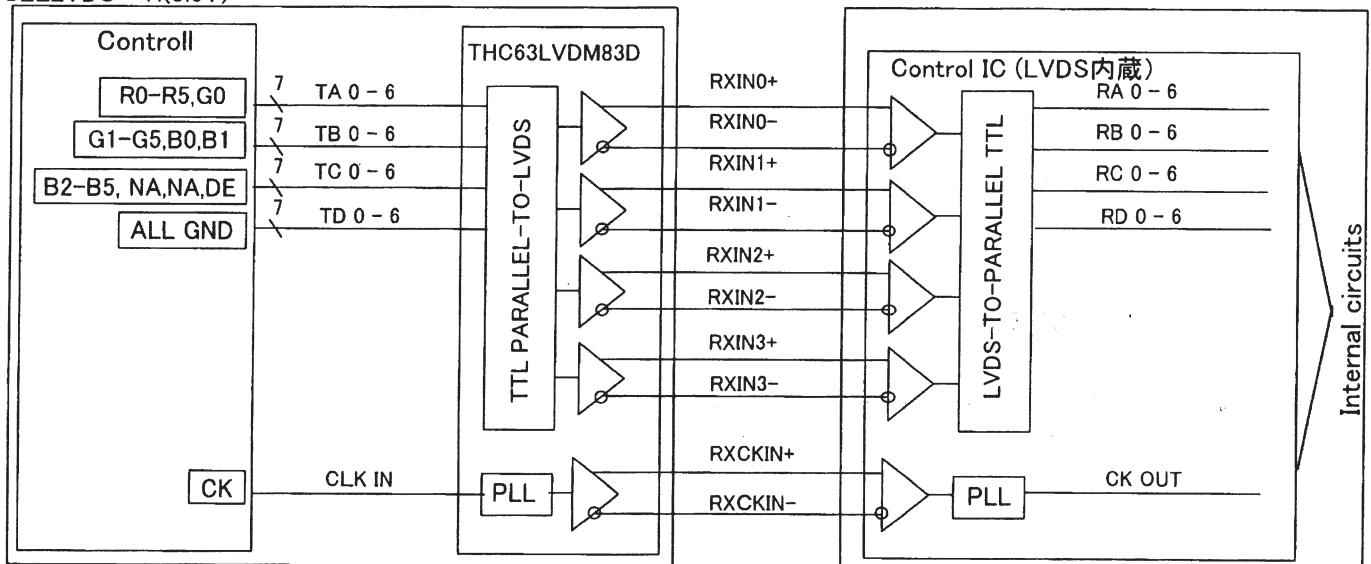 Controll
R0-R5,G0
G1-G5,B0,B1
B2-B5, NA,NA,DE
ALL GND
CK
7
TA 0 - 6
7
TB 0 - 6
7
TC 0 - 6
7
TD 0 - 6
CLK IN
THC63LVDM83D
TTL PARALLEL-TO-LVDS
PLL
RXIN0+
RXIN0-
RXIN1+
RXIN1-
RXIN2+
RXIN2-
RXIN3+
RXIN3-
RXCKIN+
RXCKIN-
Control IC (LVDS内蔵)
LVDS-TO-PARALLEL TTL
PLL
RA 0 - 6
RB 0 - 6
RC 0 - 6
RD 0 - 6
CK OUT
Internal circuits